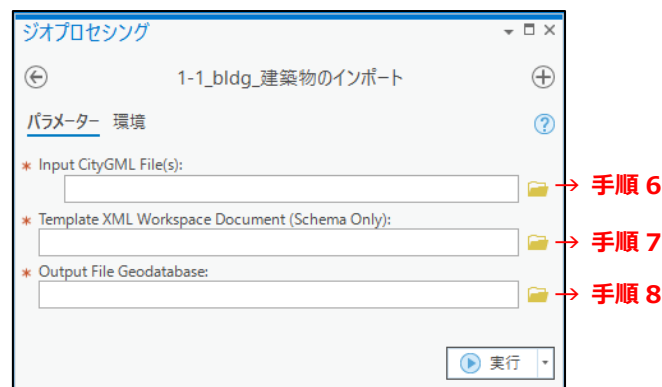 ジオプロセシング
1-1_bldg_建築物のインポート
パラメーター 環境
* Input CityGML File(s):
→ 手順 6
* Template XML Workspace Document (Schema Only):
→ 手順 7
* Output File Geodatabase:
→ 手順 8
実行